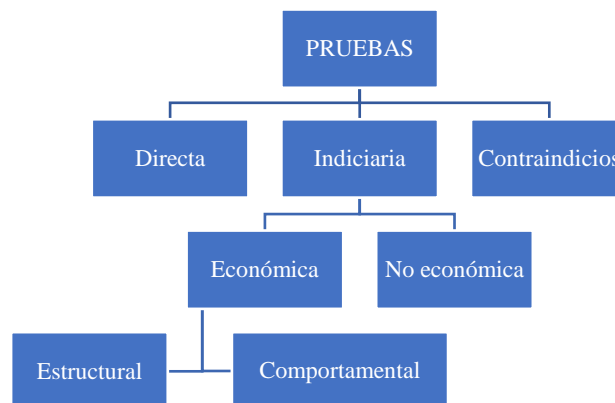 PRUEBAS
Directa
Indiciaria
Contraindicios
Económica
No económica
Estructural
Comportamental